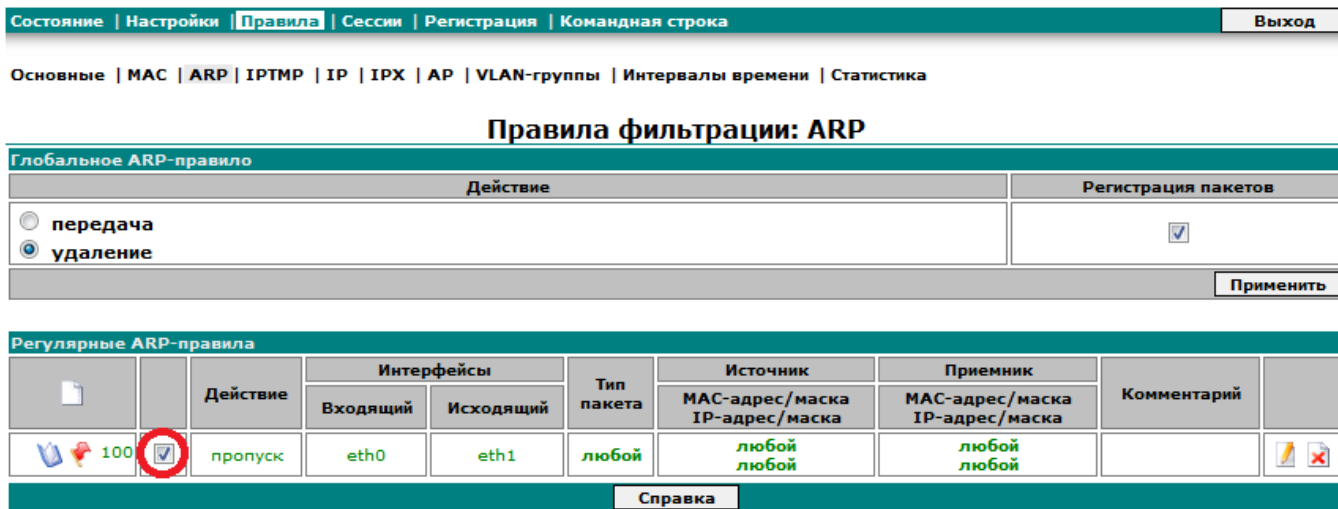 Состояние | Настройки | Правила | Сессии | Регистрация | Командная строка Выход
Основные | MAC | ARP | IPTMP | IP | IPX | AP | VLAN-группы | Интервалы времени | Статистика
Правила фильтрации: ARP
Глобальное ARP-правило
Действие Регистрация пакетов
передача
удаление
Применить
Регулярные ARP-правила
Действие Интерфейсы Тип пакета Источник Приемник Комментарий
Входящий Исходящий MAC-адрес/маска MAC-адрес/маска
IP-адрес/маска IP-адрес/маска
100 пропуск eth0 eth1 любой любой любой
любой любой
Справка